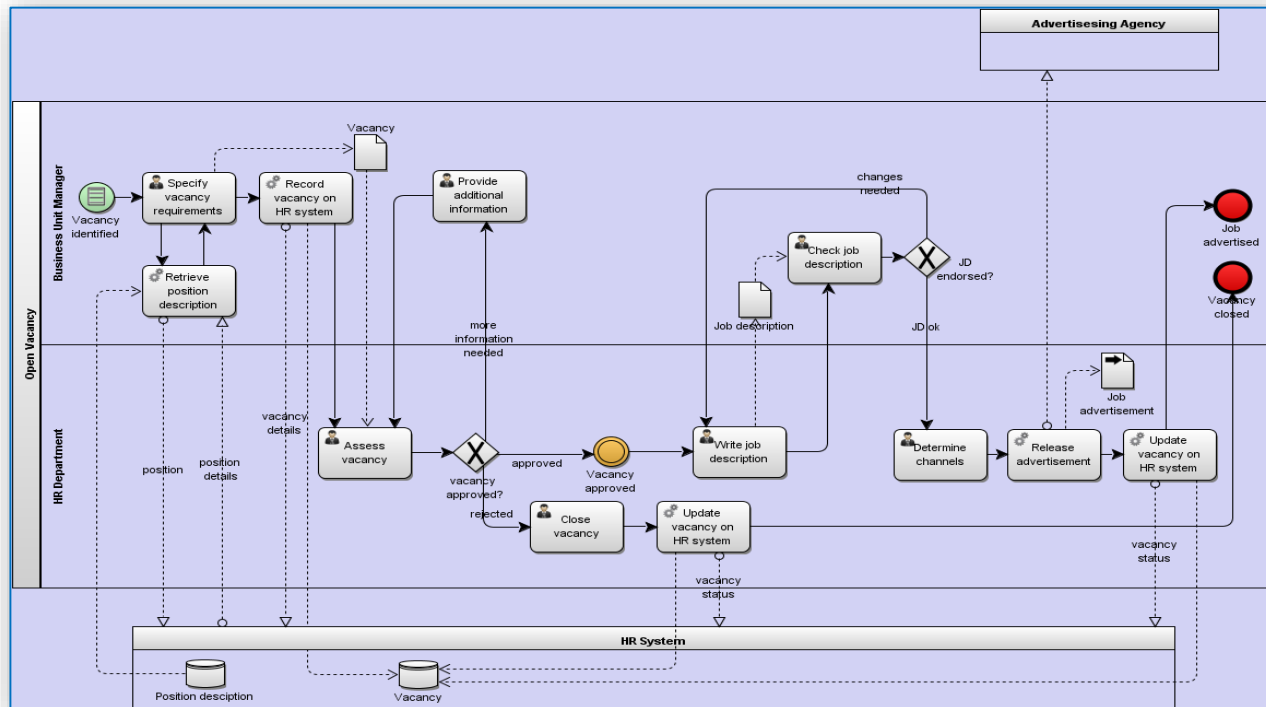 Advertisesing Agency
Open Vacancy
Business Unit Manager
HR Department
Vacancy
identified
Specify
vacancy
requirements
Record
vacancy on
HR system
Vacancy
Provide
additional
information
Retrieve
position
description
changes
needed
Check job
description
JD
endorsed?
Job description
JD ok
Job
advertised
Vacancy
closed
more
information
needed
vacancy
details
position
position
details
Assess
vacancy
vacancy
approved?
approved
rejected
Vacancy
approved
Write job
description
Close
vacancy
Update
vacancy on
HR system
vacancy
status
Determine
channels
Release
advertisement
Job
advertisement
Update
vacancy on
HR system
vacancy
status
HR System
Position desciption
Vacancy